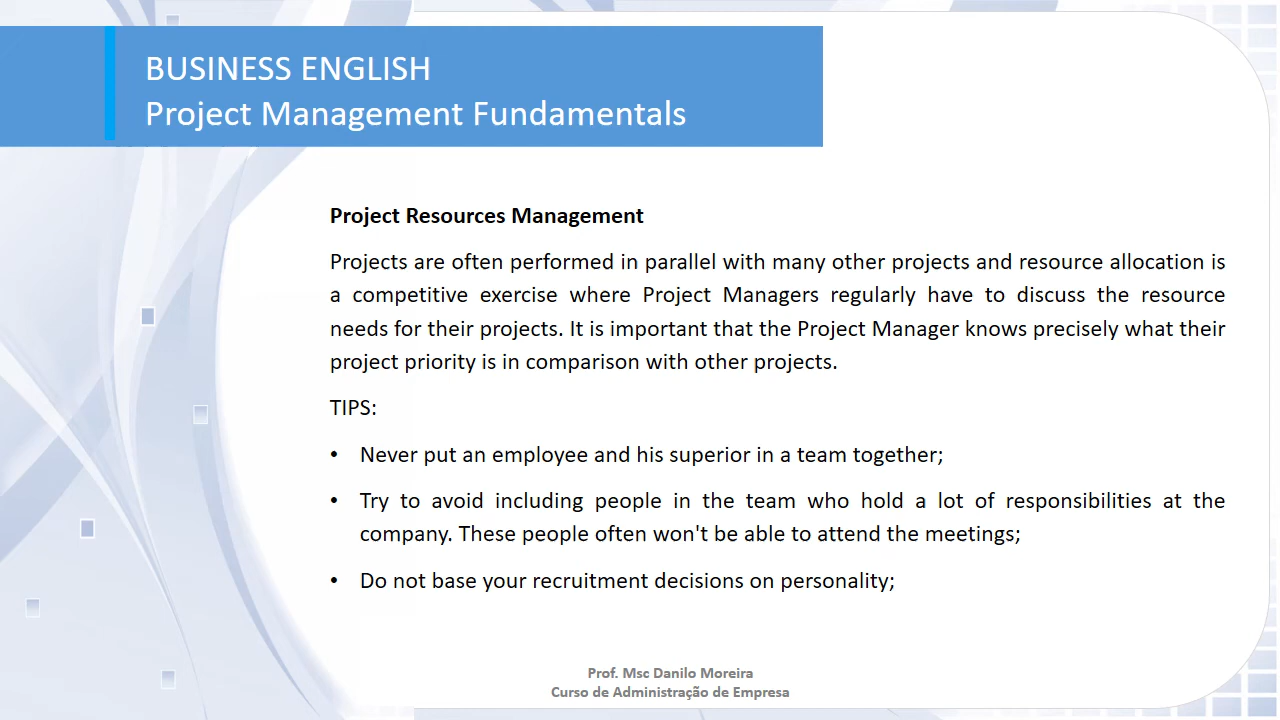 BUSINESS ENGLISH
Project Management Fundamentals
Project Resources Management
Projects are often performed in parallel with many other projects and resource allocation is
a competitive exercise where Project Managers regularly have to discuss the resource
needs for their projects. It is important that the Project Manager knows precisely what their
project priority is in comparison with other projects.
TIPS:
• Never put an employee and his superior in a team together;
• Try to avoid including people in the team who hold a lot of responsibilities at the
company. These people often won't be able to attend the meetings;
• Do not base your recruitment decisions on personality;
Prof. Msc Danilo Moreira
Curso de Administração de Empresa